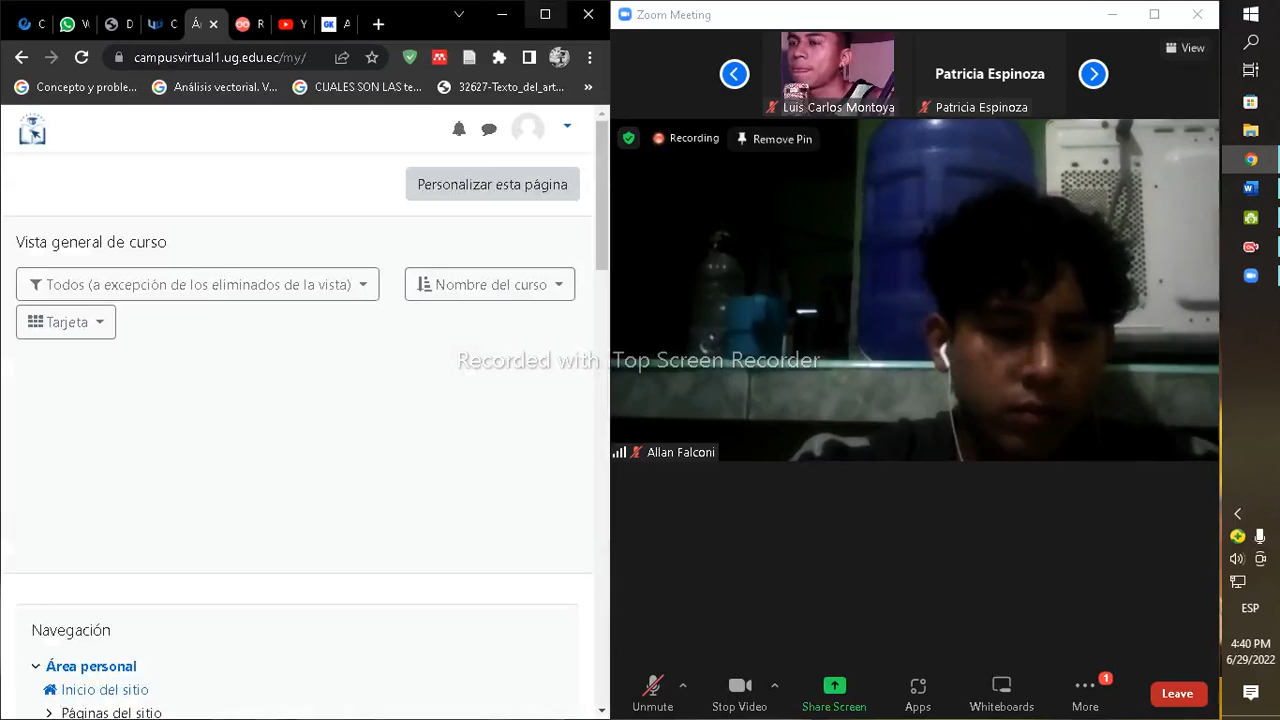 C
C
D
C
Á
R
Y
A
ampusvirtual1.ug.edu.ec/my/
Concepto general d...
Análisis vectorial. V...
CUALES SON LAS te...
32627-Texto_del_art...
»
Personalizar esta página
Vista general de curso
Todos (a excepción de los eliminados de la vista)
Nombre del curso
Tarjeta
Navegación
Área personal
Inicio del sitio
Páginas del sitio
Zoom Meeting
View
Luis Carlos Montoya
Patricia Espinoza
Patricia Espinoza
Recording
Remove Pin
Recorded with iTop Screen Recorder
Allan Falconi
Unmute
Stop Video
Share Screen
Apps
Whiteboards
More
1
Leave
ESP
4:40 PM
6/29/2022